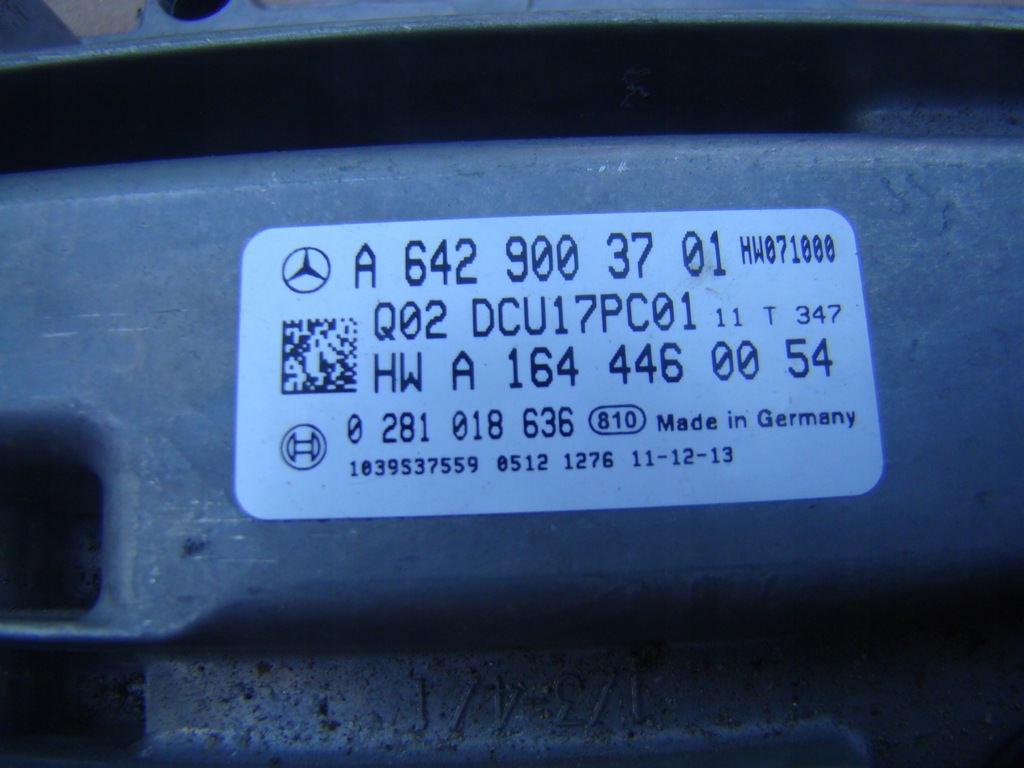 A 642 900 37 01 HW071000
Q02 DCU17PC01 11 T 347
HW A 164 446 00 54
0 281 018 636 810 Made in Germany
1039S37559 0512 1276 11-12-13